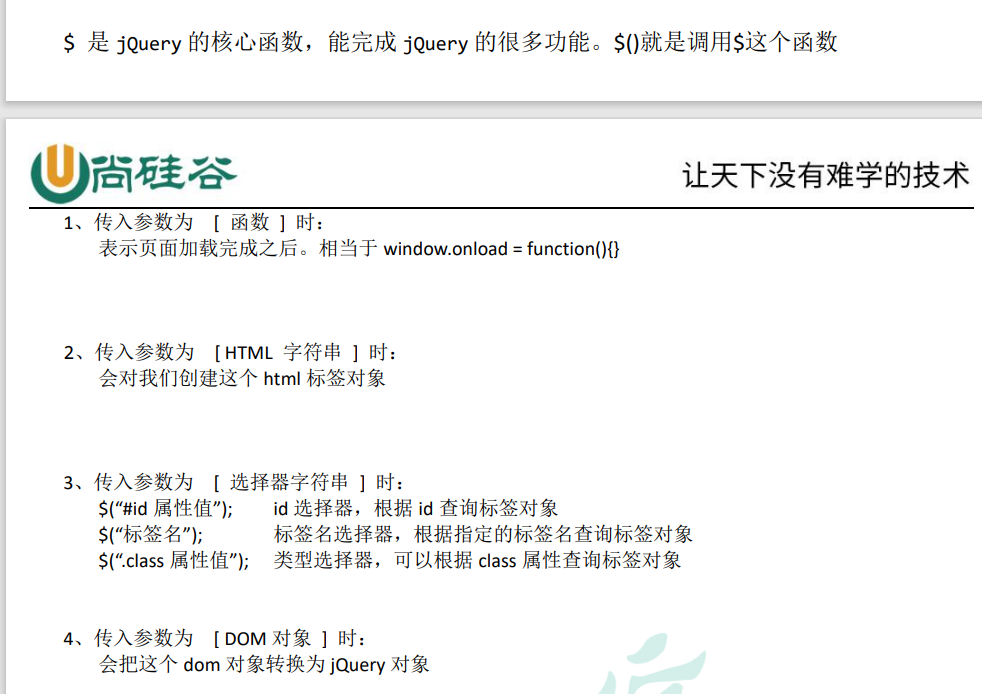 $ 是 jQuery 的核心函数，能完成 jQuery 的很多功能。$()就是调用$这个函数
尚硅谷
让天下没有难学的技术
1、传入参数为 [ 函数 ] 时：
表示页面加载完成之后。相当于 window.onload = function(){}
2、传入参数为 [ HTML 字符串 ] 时：
会对我们创建这个 html 标签对象
3、传入参数为 [ 选择器字符串 ] 时：
$(“#id 属性值”); id 选择器，根据 id 查询标签对象
$(“标签名”); 标签名选择器，根据指定的标签名查询标签对象
$(“.class 属性值”); 类型选择器，可以根据 class 属性查询标签对象
4、传入参数为 [ DOM 对象 ] 时：
会把这个 dom 对象转换为 jQuery 对象